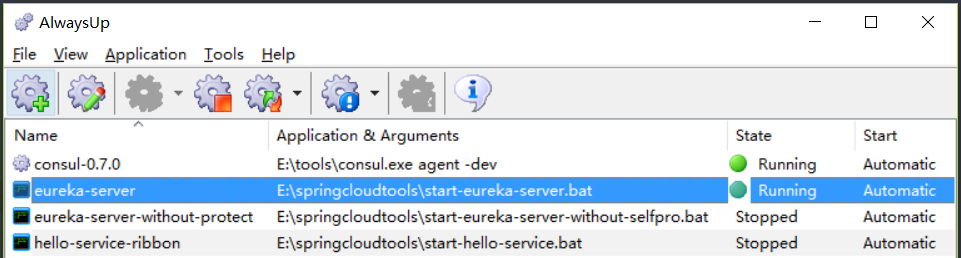 AlwaysUp
File View Application Tools Help
Name Application & Arguments State Start
consul-0.7.0 E:\tools\consul.exe agent -dev Running Automatic
eureka-server E:\springcloudtools\start-eureka-server.bat Running Automatic
eureka-server-without-protect E:\springcloudtools\start-eureka-server-without-selfpro.bat Stopped Automatic
hello-service-ribbon E:\springcloudtools\start-hello-service.bat Stopped Automatic